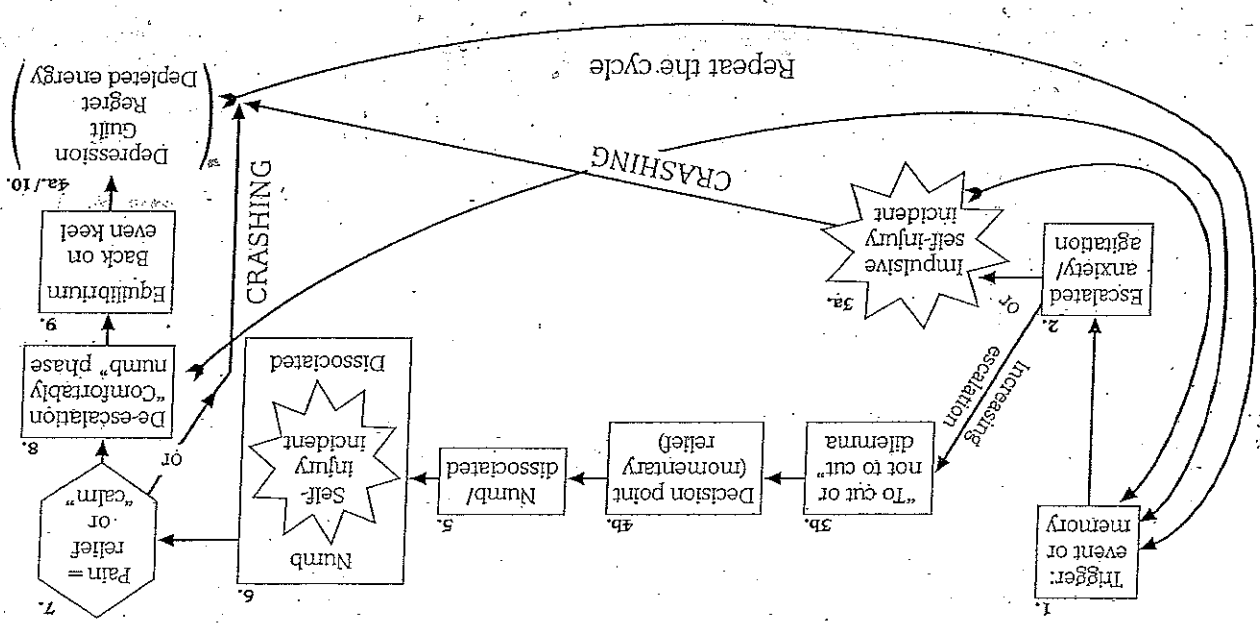 1.
Trigger:
event or
memory
2.
Escalated
anxiety/
agitation
or
3a.
Impulsive
self-injury
incident
Increasing
escalation
3b.
"To cut or
not to cut"
dilemma
4b.
Decision point
(momentary
relief)
5.
Numb/
dissociated
6.
Numb
Self-
injury
incident
Dissociated
7.
Pain =
relief
or
"calm"
or
8.
De-escalation
"Comfortably
numb" phase
9.
Equilibrium
Back on
even keel
4a./10.
Depression
Guilt
Regret
Depleted energy
CRASHING
CRASHING
Repeat the cycle